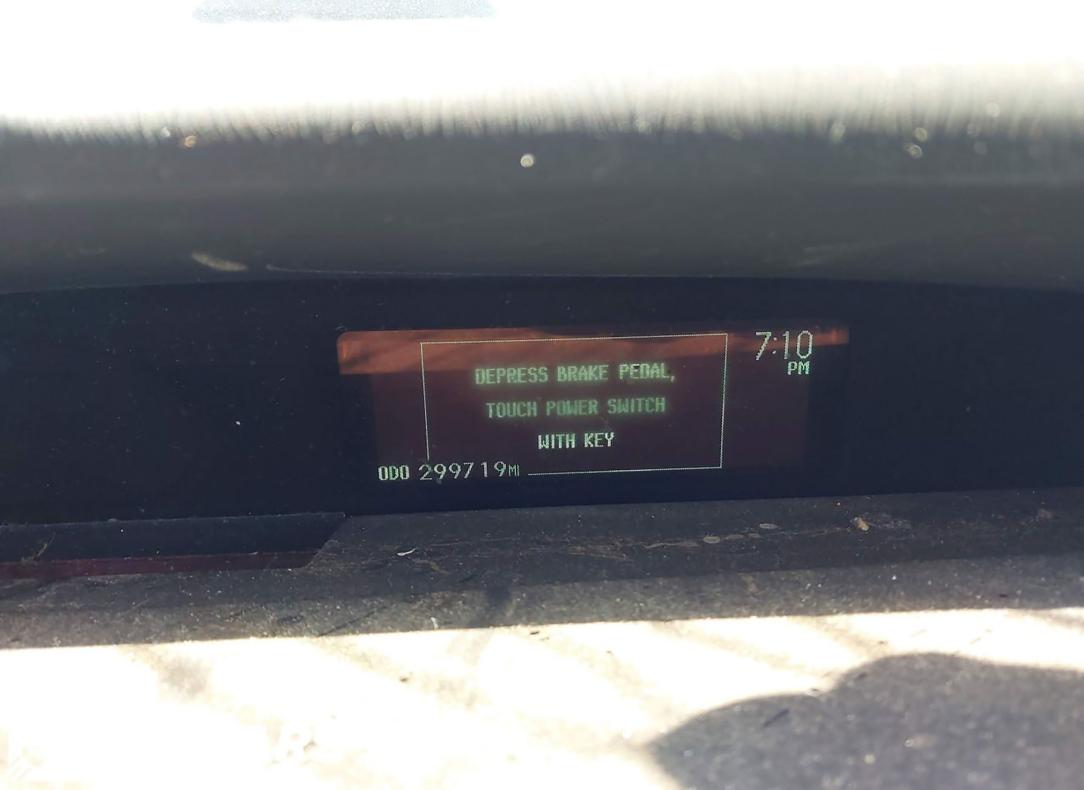 7:10
PM
DEPRESS BRAKE PEDAL,
TOUCH POWER SWITCH
WITH KEY
ODO 299719MI